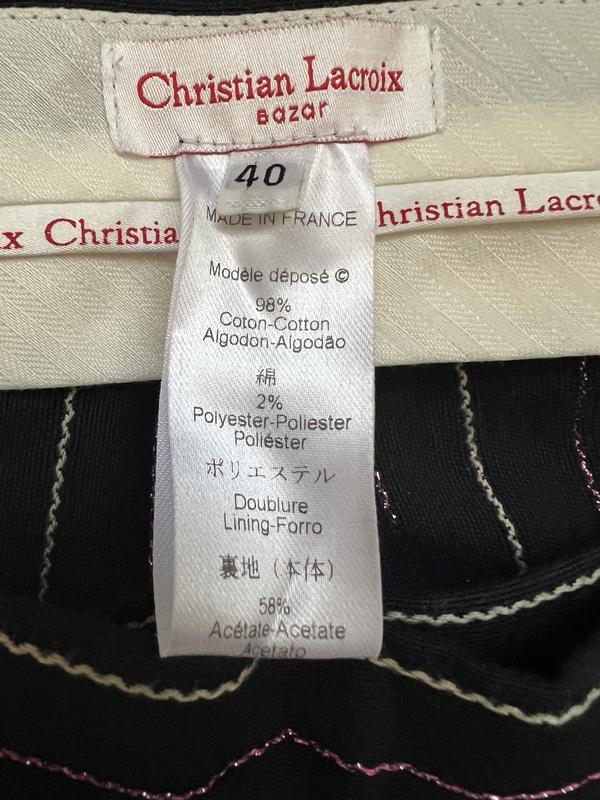 Christian Lacroix
Bazar
40
MADE IN FRANCE
x Christia
hristian Lacro
Modèle déposé ©
98%
Coton-Cotton
Algodon-Algodão
綿
2%
Polyester-Poliester
Poliéster
ポリエステル
Doublure
Lining-Forro
裏地（本体）
58%
Acétate-Acetate
Acetato